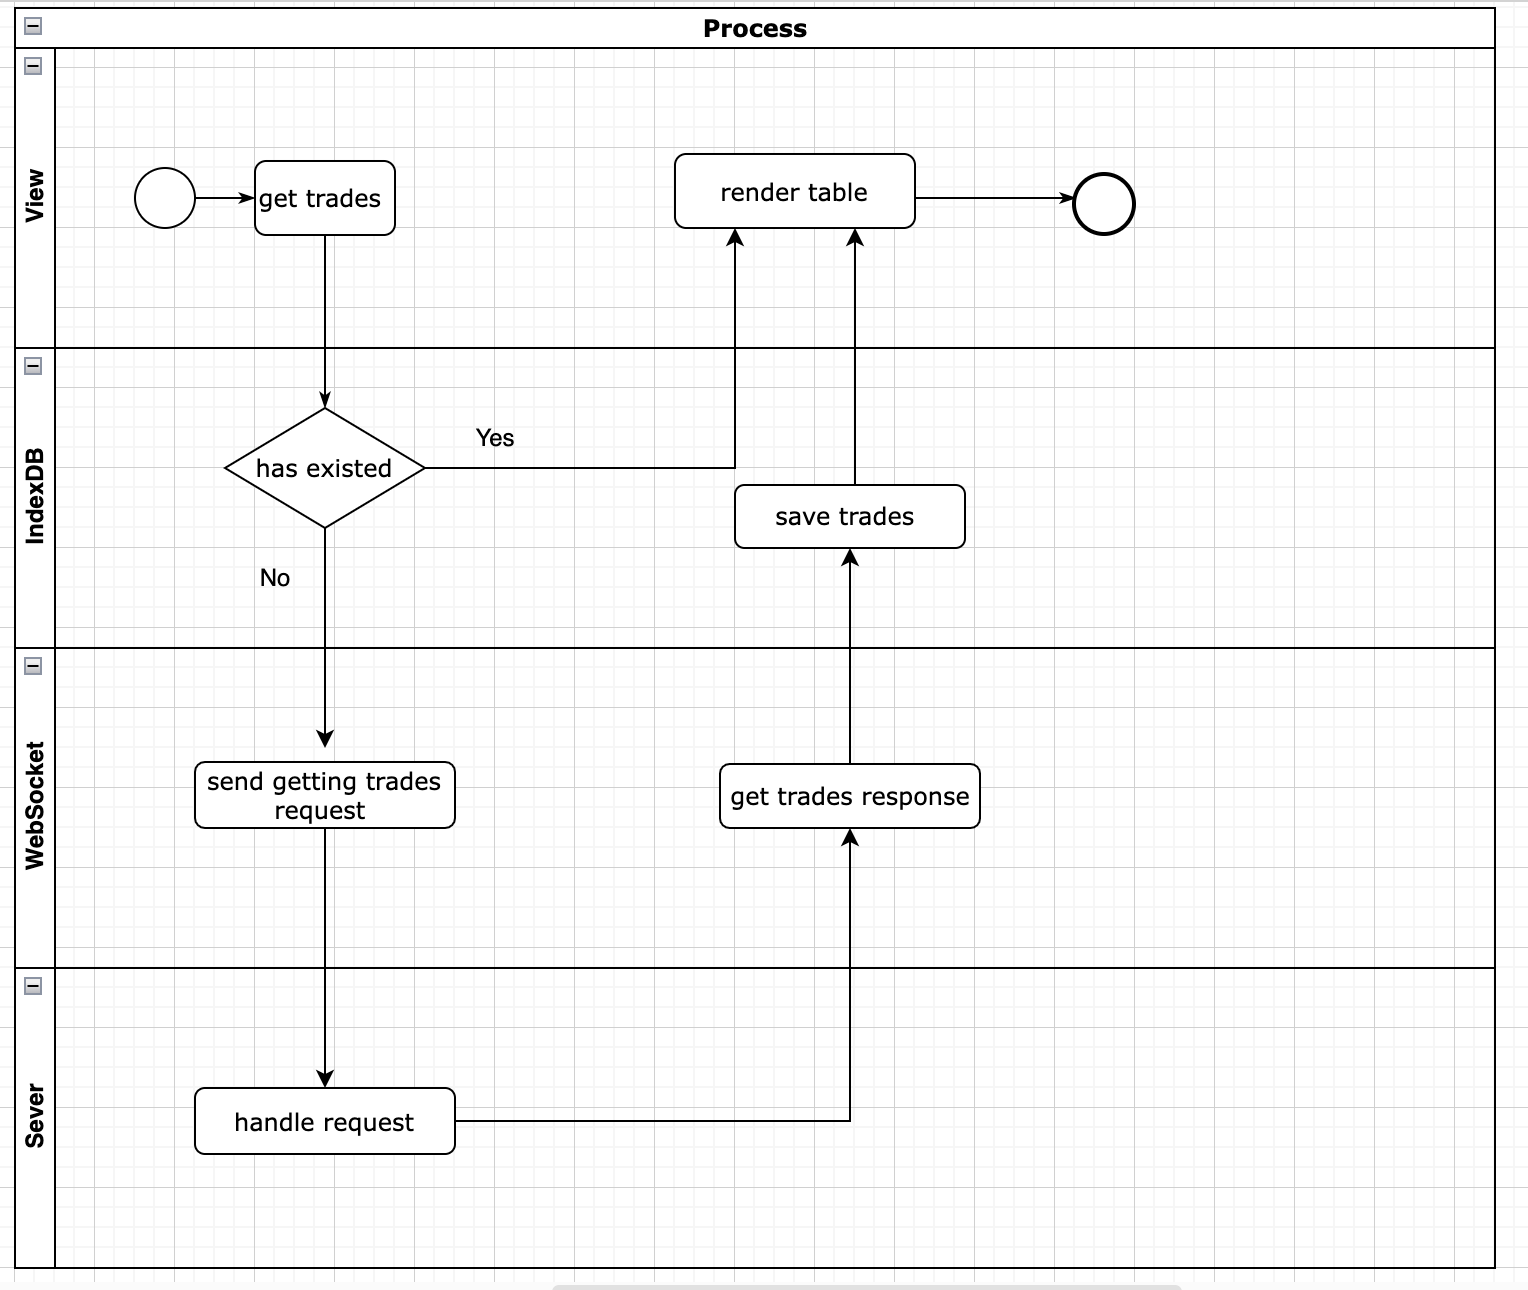 Process
View
get trades
render table
IndexDB
has existed
Yes
save trades
No
WebSocket
send getting trades
request
get trades response
Sever
handle request